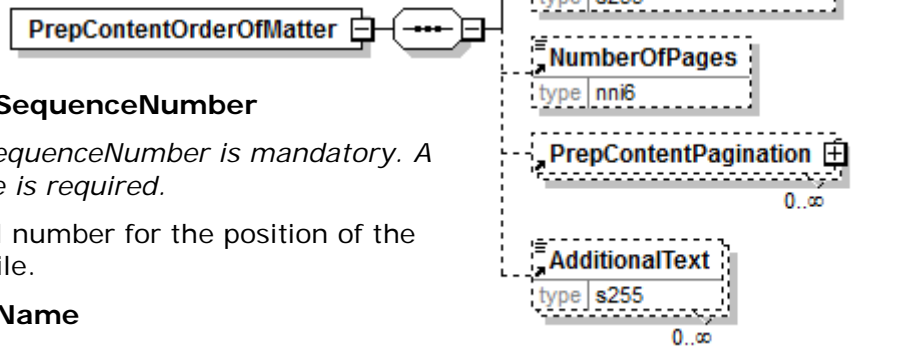 s255
PrepContentOrderOfMatter
NumberOfPages
type nni6
SequenceNumber
equenceNumber is mandatory. A
e is required.
PrepContentPagination
0..∞
l number for the position of the
ile.
AdditionalText
type s255
Name
0..∞